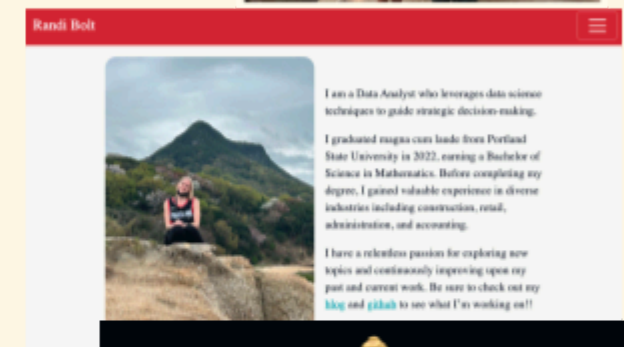 Randi Bolt
I am a Data Analyst who leverages data science
techniques to guide strategic decision-making.
I graduated magna cum laude from Portland
State University in 2022, earning a Bachelor of
Science in Mathematics. Before completing my
degree, I gained valuable experience in diverse
industries including construction, retail,
administration, and accounting.
I have a relentless passion for exploring new
topics and continuously improving upon my
past and current work. Be sure to check out my
blog and github to see what I'm working on!!